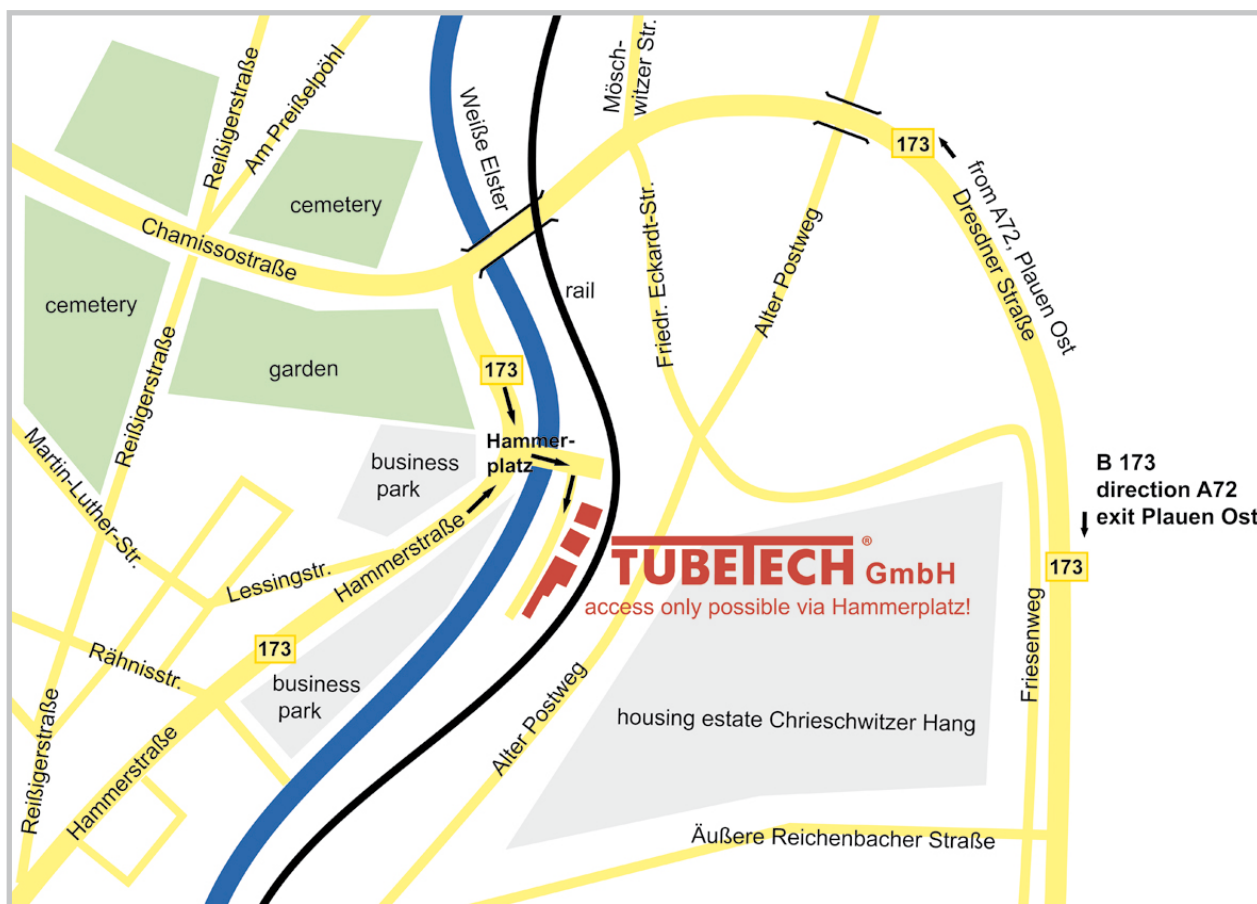 Reißigerstraße
Am Preißelpöhl
Weiße Elster
Mösch-
witzer Str.
173
from A72, Plauen Ost
Dresdner Straße
cemetery
Chamissostraße
cemetery
rail
Friedr. Eckardt-Str.
Alter Postweg
garden
173
Reißigerstraße
Martin-Luther-Str.
business
park
Hammer-
platz
B 173
direction A72
exit Plauen Ost
173
Lessingstr.
Hammerstraße
TUBETECH ® GmbH
access only possible via Hammerplatz!
Rähnisstr.
173
business
park
Alter Postweg
housing estate Chrieschwitzer Hang
Friesenweg
Reißigerstraße
Hammerstraße
Äußere Reichenbacher Straße